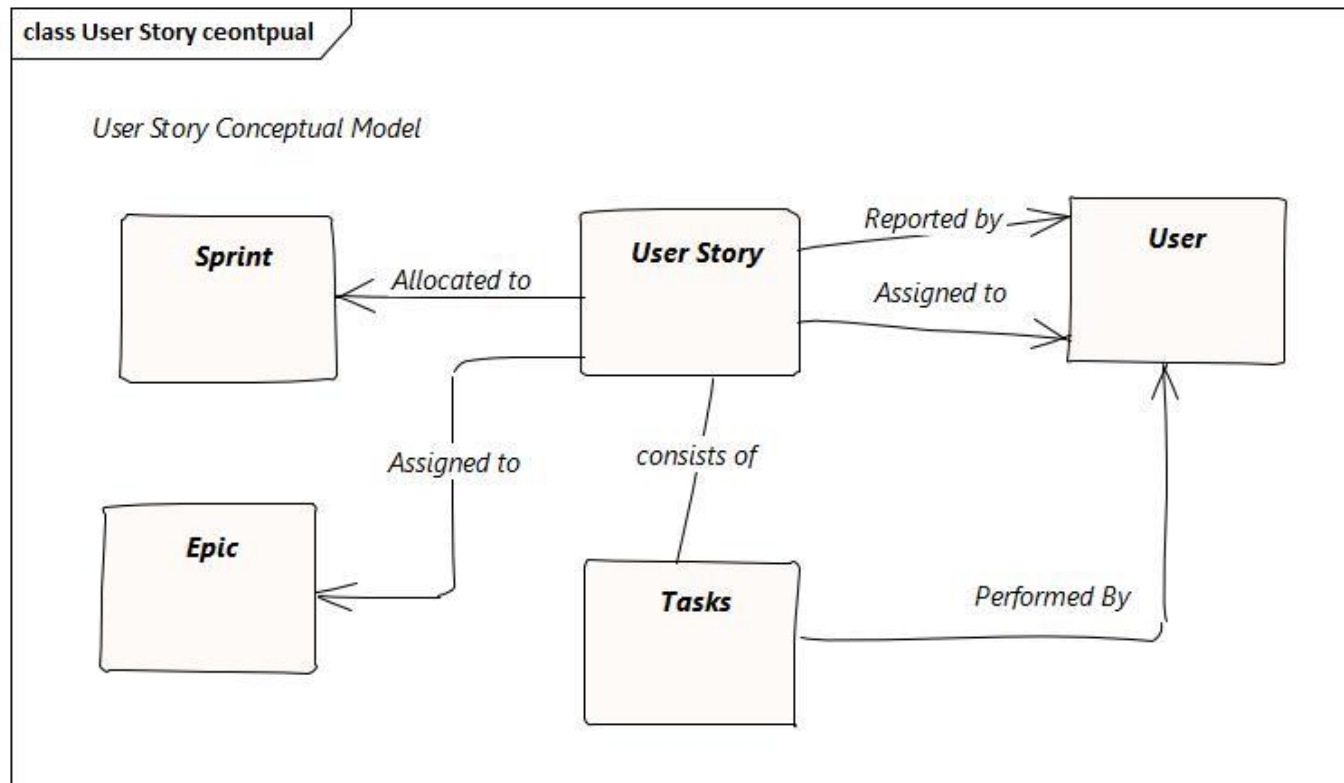 class User Story ceontpual
User Story Conceptual Model
Sprint
User Story
User
Reported by
Allocated to
Assigned to
Assigned to
consists of
Epic
Tasks
Performed By